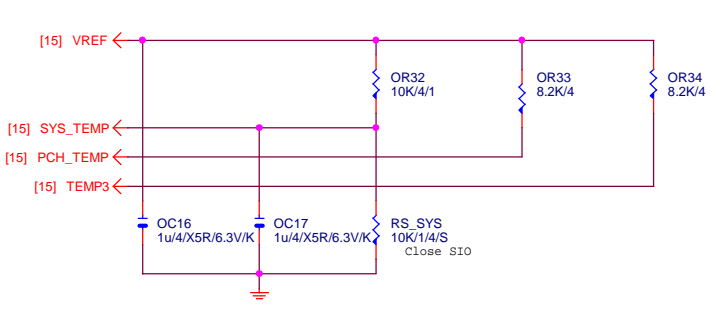 [15] VREF
OR32
10K/4/1
OR33
8.2K/4
OR34
8.2K/4
[15] SYS_TEMP
[15] PCH_TEMP
[15] TEMP3
OC16
1u/4/X5R/6.3V/K
OC17
1u/4/X5R/6.3V/K
RS_SYS
10K/1/4/S
Close SIO